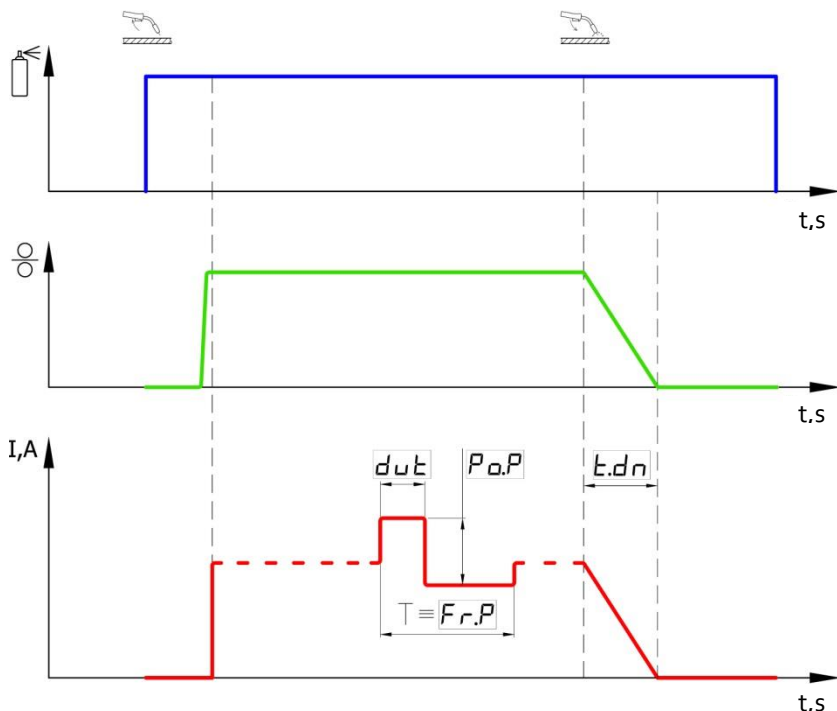 t,s
t,s
I,A
dut
Po.P
t.dn
T ≡ Fr.P
t,s